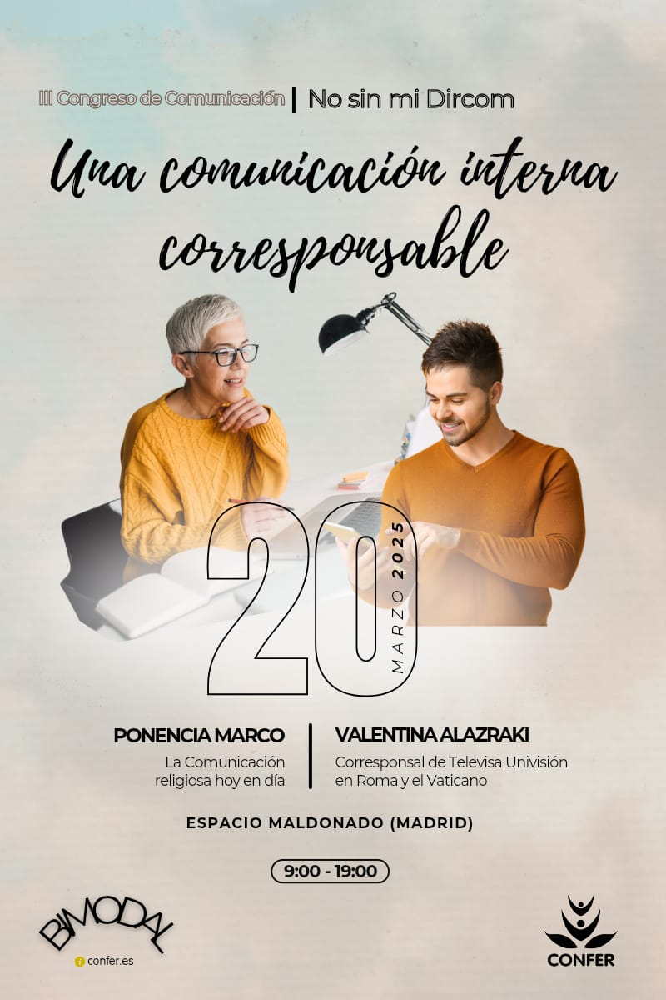 III Congreso de Comunicación | No sin mi Dircom
Una comunicación interna
corresponsable
20
MARZO 2025
PONENCIA MARCO
La Comunicación
religiosa hoy en día
VALENTINA ALAZRAKI
Corresponsal de Televisa Univisión
en Roma y el Vaticano
ESPACIO MALDONADO (MADRID)
9:00 - 19:00
BIMODAL
confer.es
CONFER